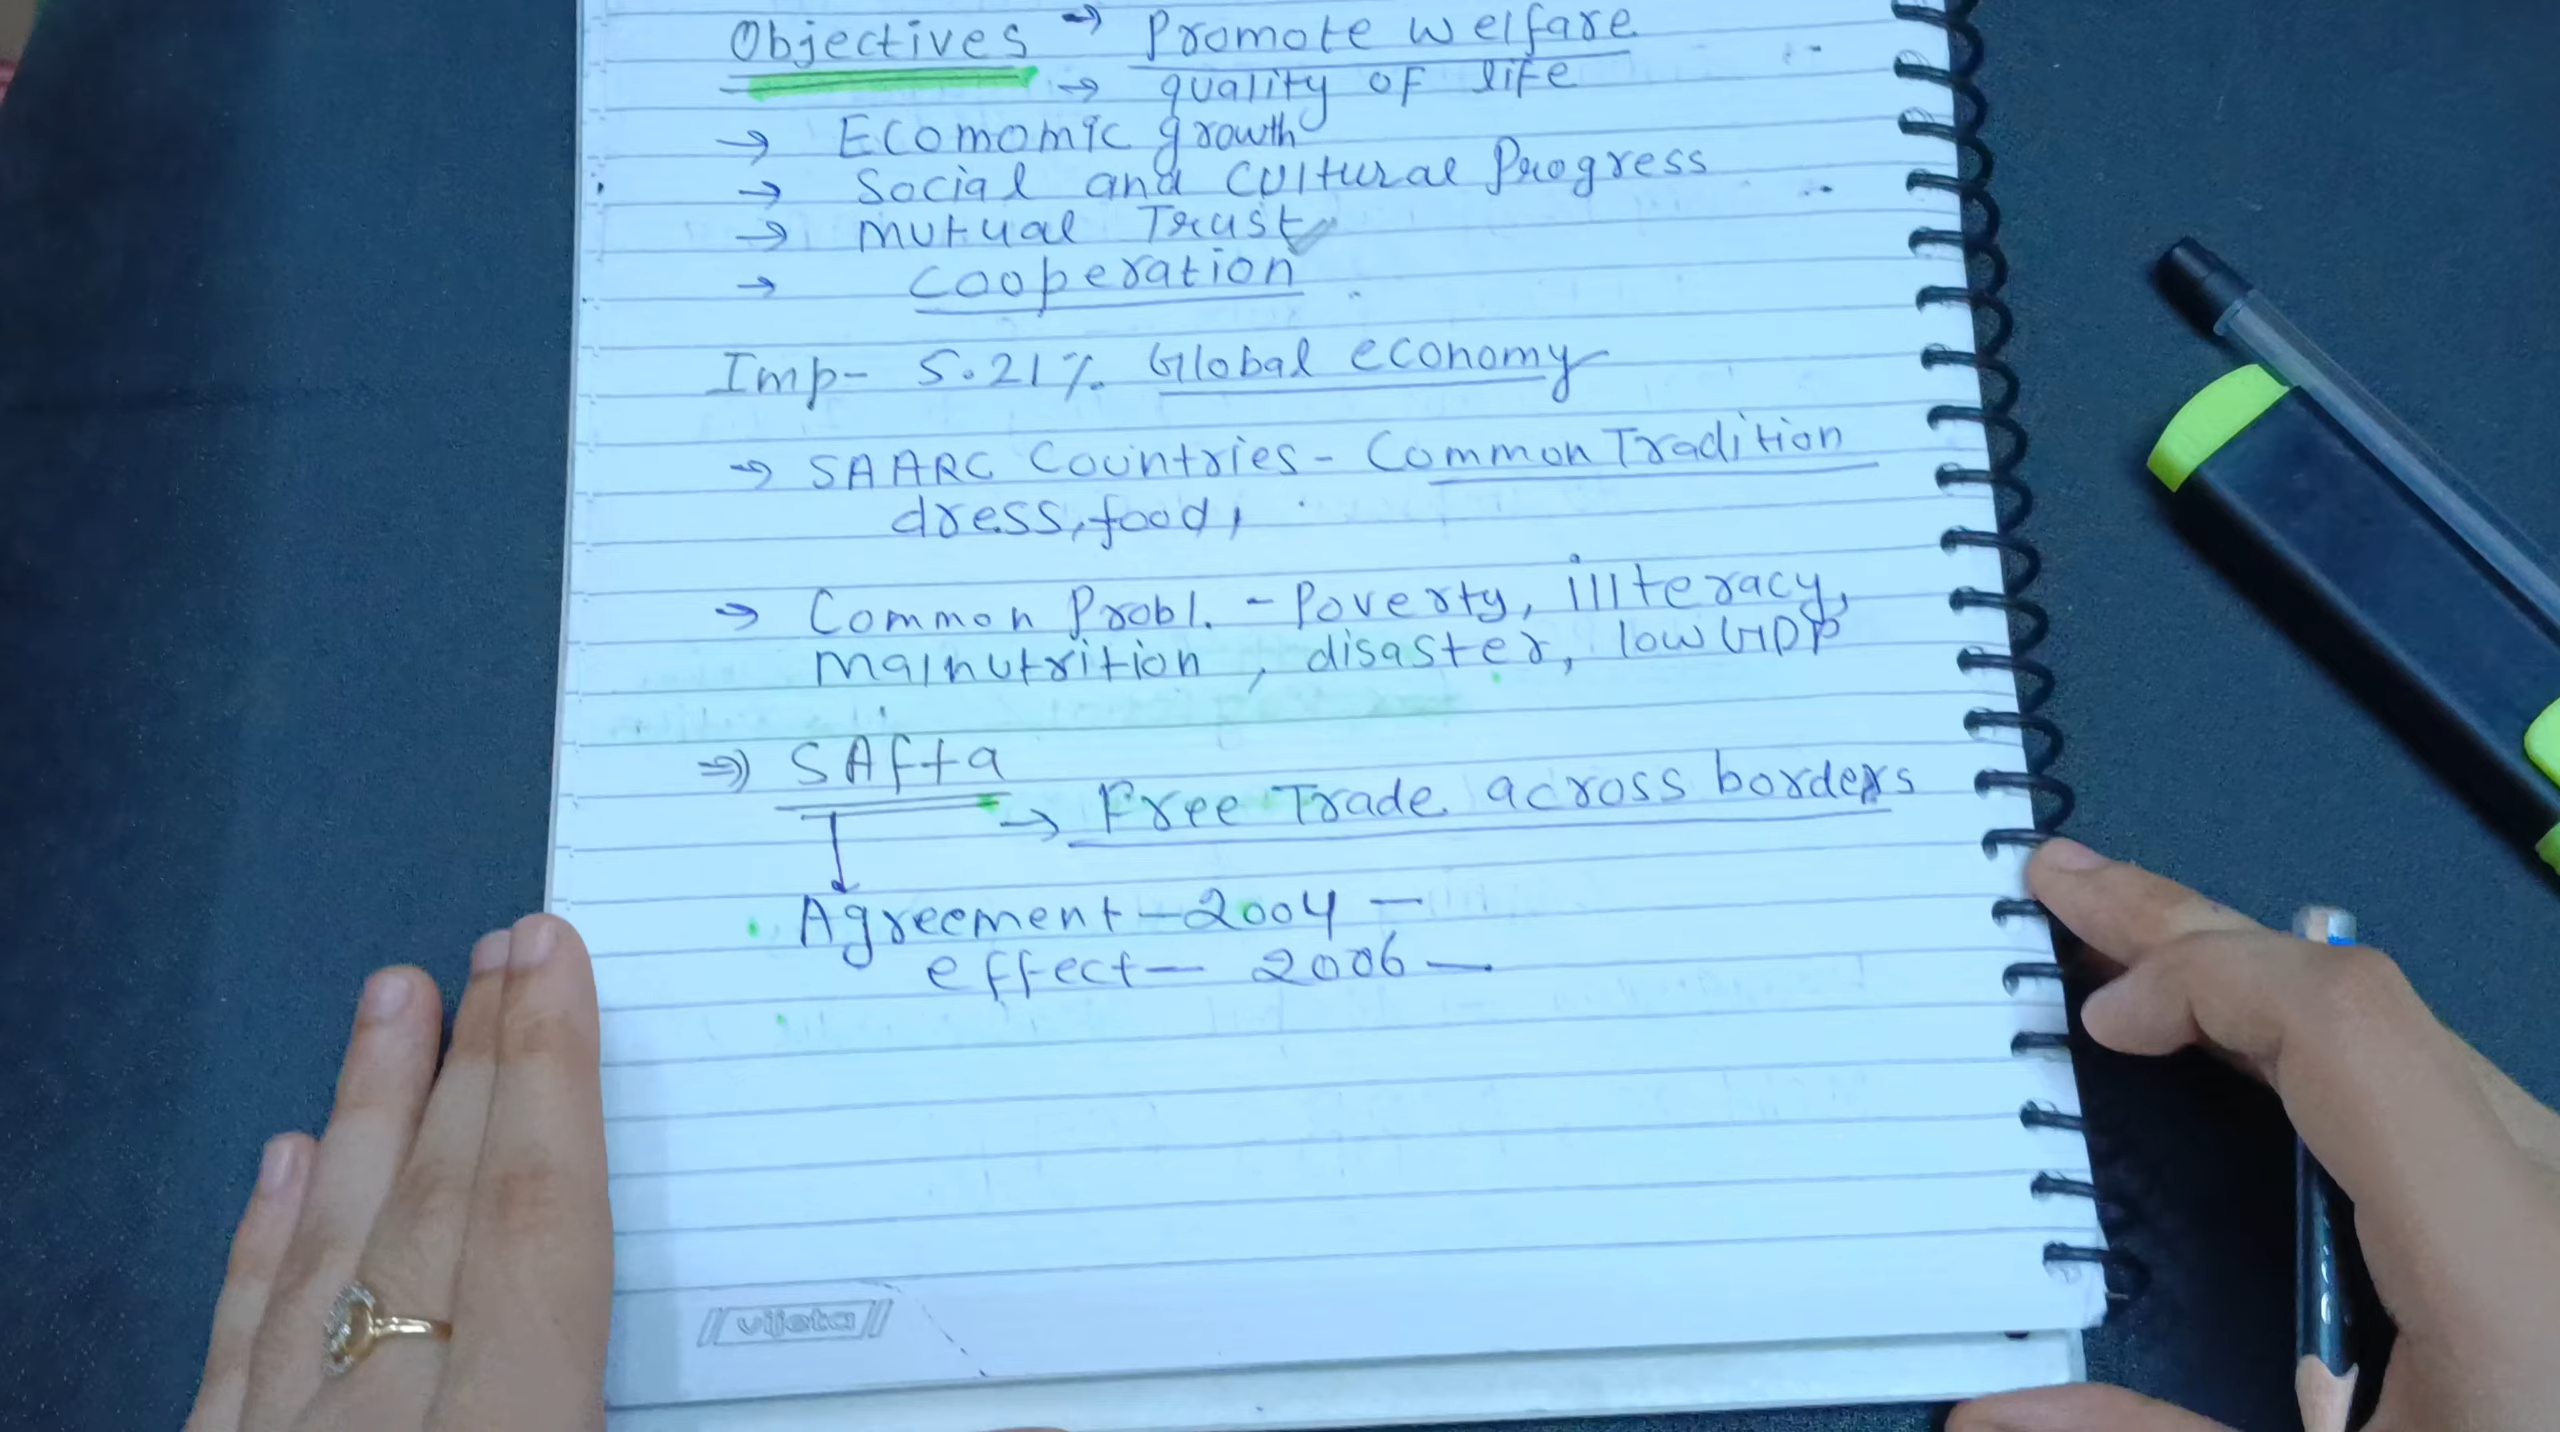 Objectives → Promote welfare
→ quality of life
→ Ecomomic growth
→ Social and cultural Progress
→ mutual Trust
→ cooperation
Imp- 5.21% Global economy
→ SAARC Countries - Common Tradition
dress, food,
→ Common Probl. - Poverty, illteracy,
malnutrition, disaster, low GDP
⇒ SAfta
→ Free Trade across borders
Agreement - 2004 -
effect - 2006 -
vijeta